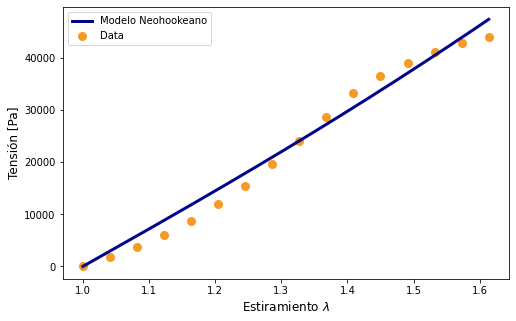 Modelo Neohookeano
Data
Tensión [Pa]
40000
30000
20000
10000
0
1.0 1.1 1.2 1.3 1.4 1.5 1.6
Estiramiento λ